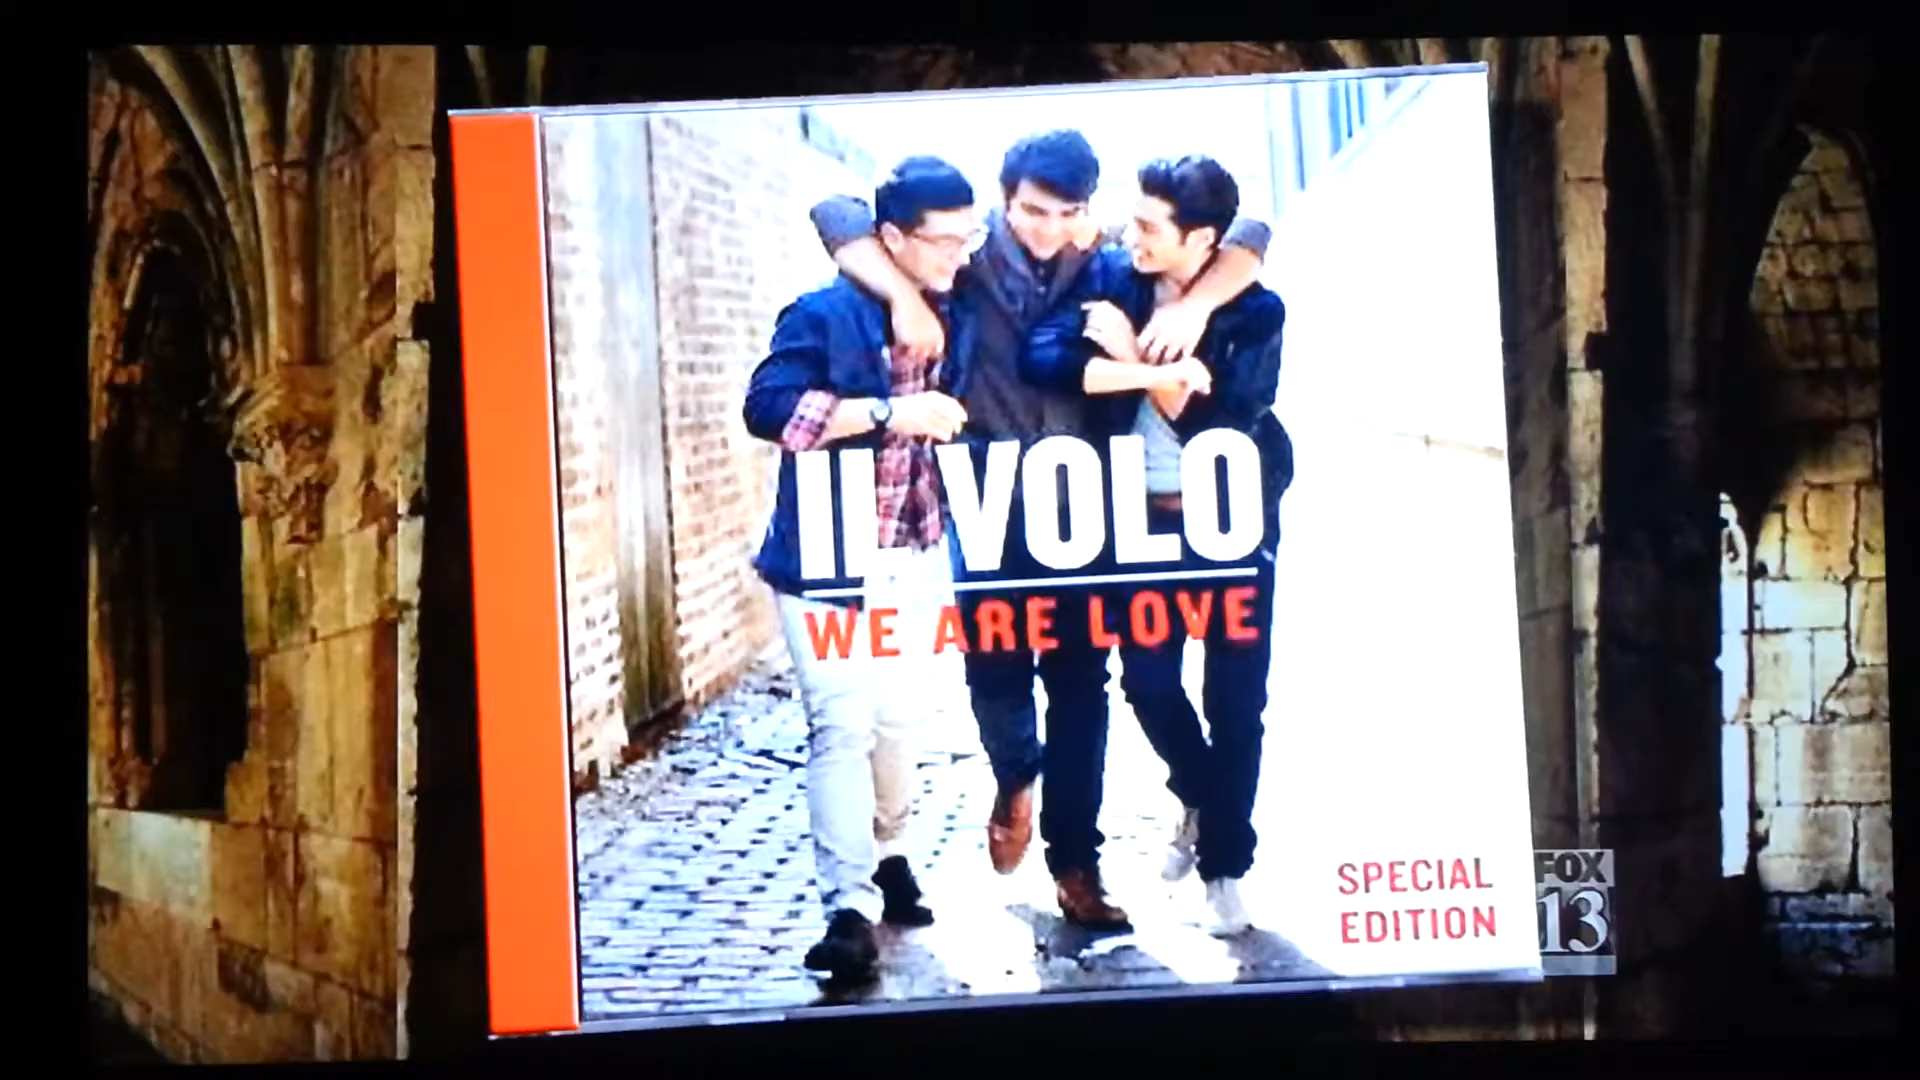 IL VOLO
WE ARE LOVE
SPECIAL
EDITION
FOX
13